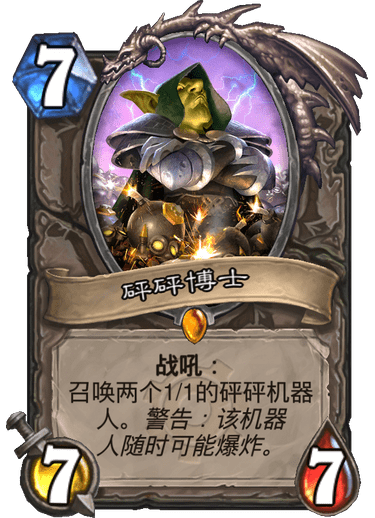 7
砰砰博士
战吼：
召唤两个1/1的砰砰机器
人。警告：该机器
人随时可能爆炸。
7
7